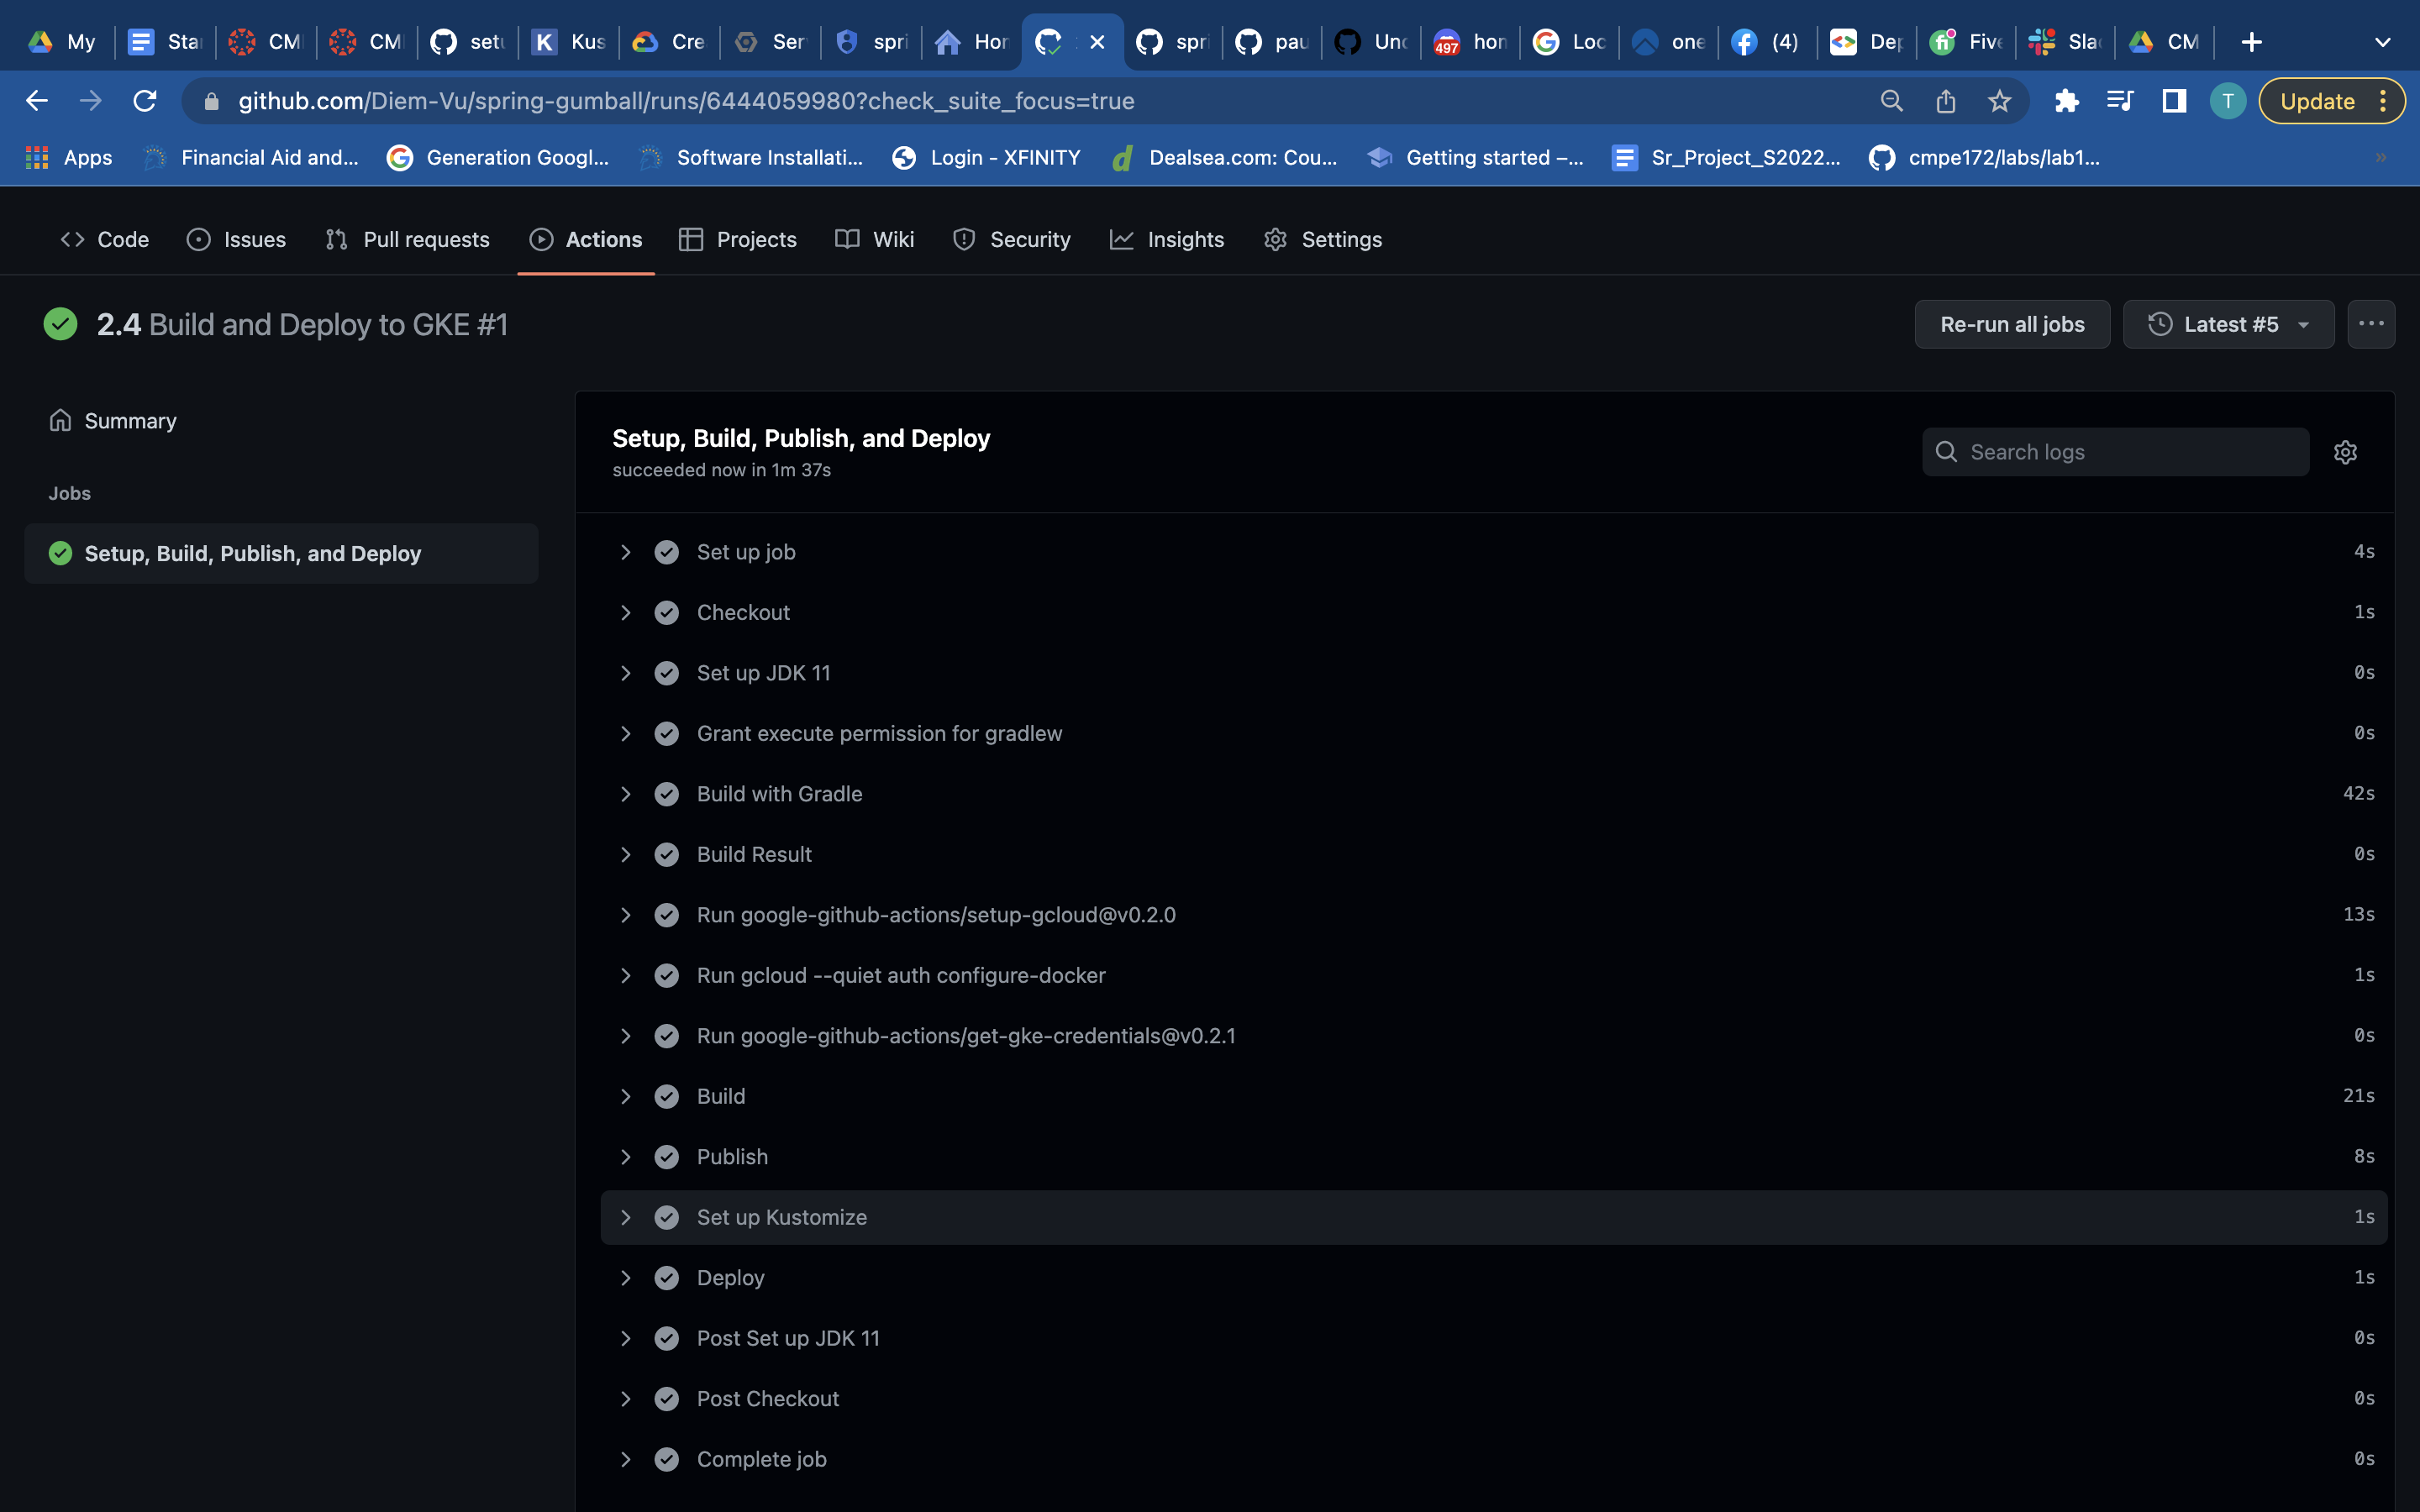 My Sta CM CM set Kus Cre Ser spri Hor spri pau Unc hor Loc one (4) Dep Five Sla CM
497
github.com/Diem-Vu/spring-gumball/runs/6444059980?check_suite_focus=true T Update
Apps Financial Aid and... Generation Googl... Software Installati... Login - XFINITY Dealsea.com: Cou... Getting started –... Sr_Project_S2022... cmpe172/labs/lab1... »
Code Issues Pull requests Actions Projects Wiki Security Insights Settings
2.4 Build and Deploy to GKE #1 Re-run all jobs Latest #5
Summary
Jobs
Setup, Build, Publish, and Deploy
Setup, Build, Publish, and Deploy
succeeded now in 1m 37s
Search logs
Set up job 4s
Checkout 1s
Set up JDK 11 0s
Grant execute permission for gradlew 0s
Build with Gradle 42s
Build Result 0s
Run google-github-actions/setup-gcloud@v0.2.0 13s
Run gcloud --quiet auth configure-docker 1s
Run google-github-actions/get-gke-credentials@v0.2.1 0s
Build 21s
Publish 8s
Set up Kustomize 1s
Deploy 1s
Post Set up JDK 11 0s
Post Checkout 0s
Complete job 0s